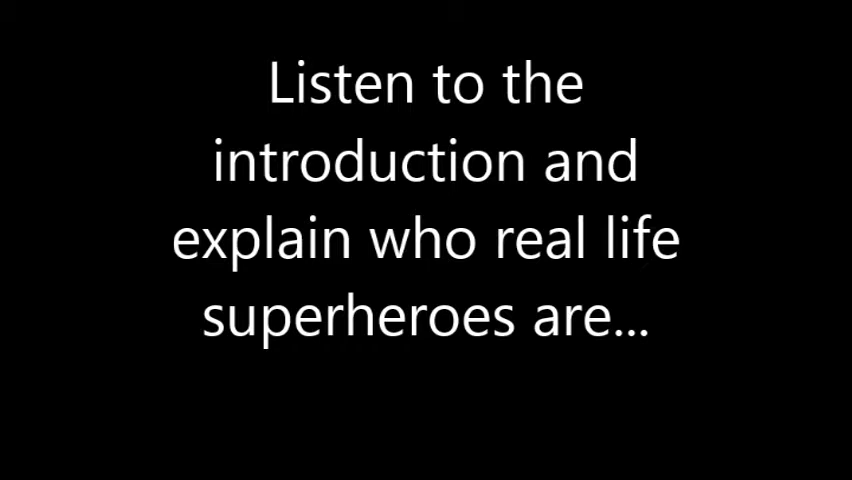 Listen to the
introduction and
explain who real life
superheroes are...